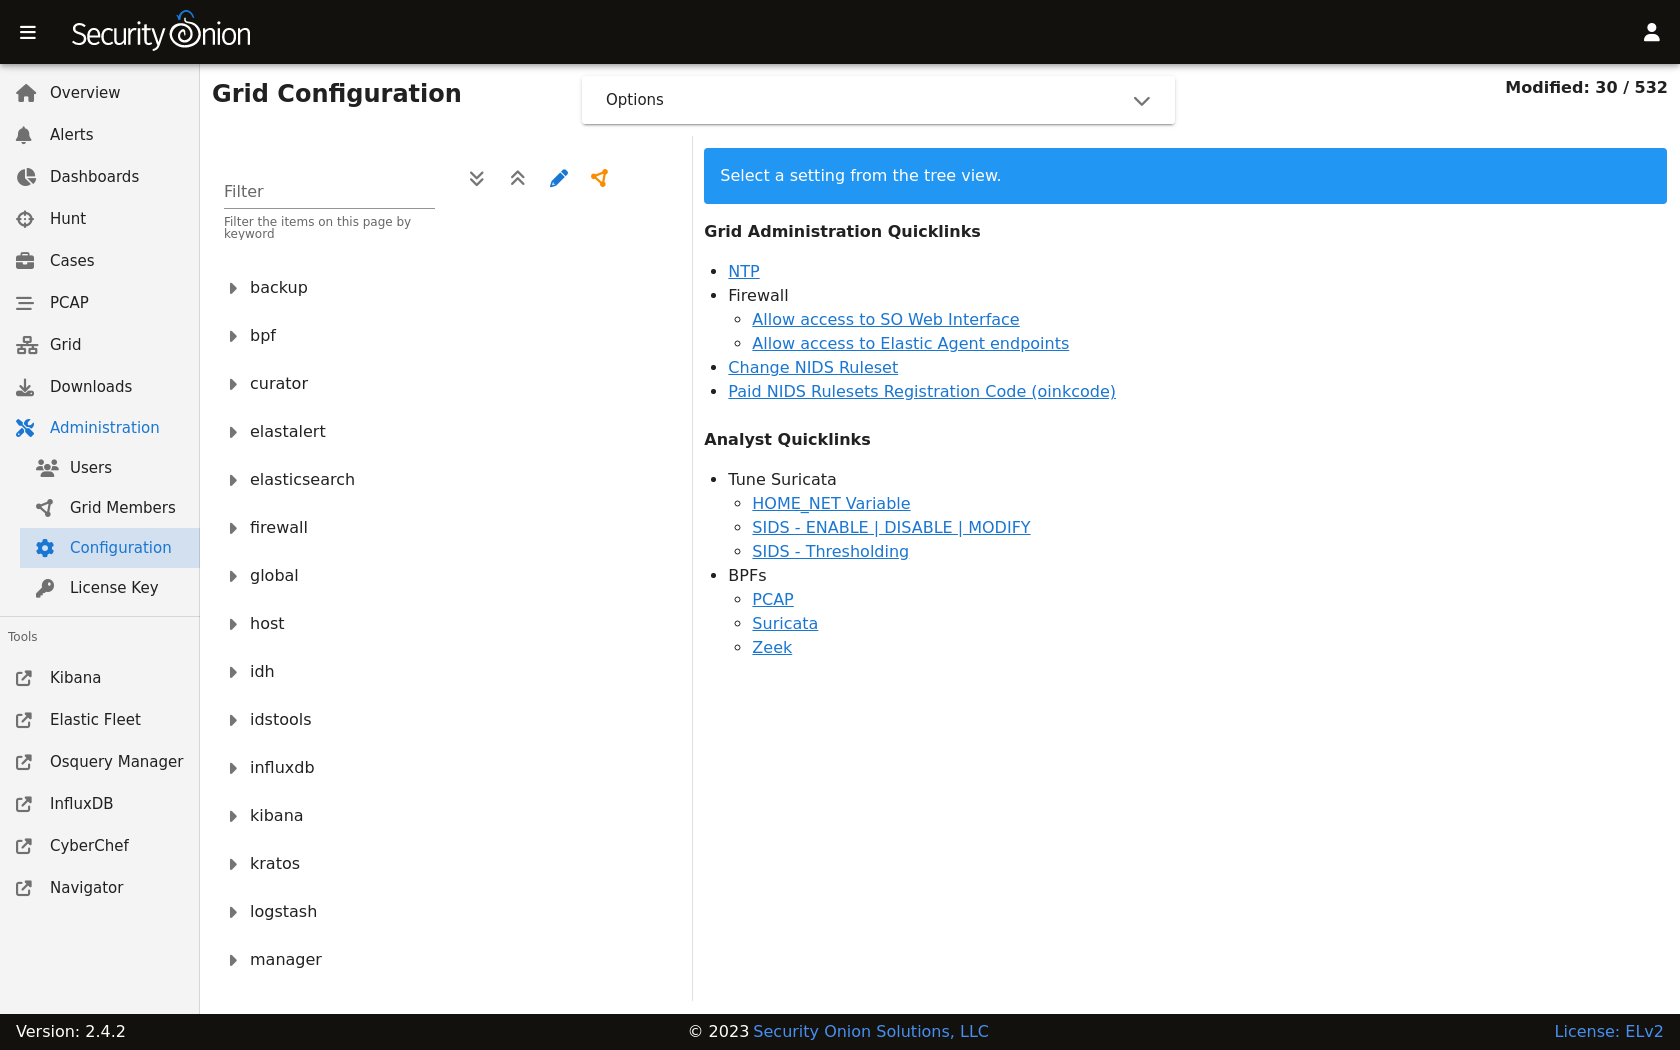 Security Onion
Overview
Alerts
Dashboards
Hunt
Cases
PCAP
Grid
Downloads
Administration
Users
Grid Members
Configuration
License Key
Tools
Kibana
Elastic Fleet
Osquery Manager
InfluxDB
CyberChef
Navigator
Grid Configuration
Options
Modified: 30 / 532
Filter
Filter the items on this page by
keyword
backup
bpf
curator
elastalert
elasticsearch
firewall
global
host
idh
idstools
influxdb
kibana
kratos
logstash
manager
Select a setting from the tree view.
Grid Administration Quicklinks
NTP
Firewall
Allow access to SO Web Interface
Allow access to Elastic Agent endpoints
Change NIDS Ruleset
Paid NIDS Rulesets Registration Code (oinkcode)
Analyst Quicklinks
Tune Suricata
HOME_NET Variable
SIDS - ENABLE | DISABLE | MODIFY
SIDS - Thresholding
BPFs
PCAP
Suricata
Zeek
Version: 2.4.2
© 2023 Security Onion Solutions, LLC
License: ELv2